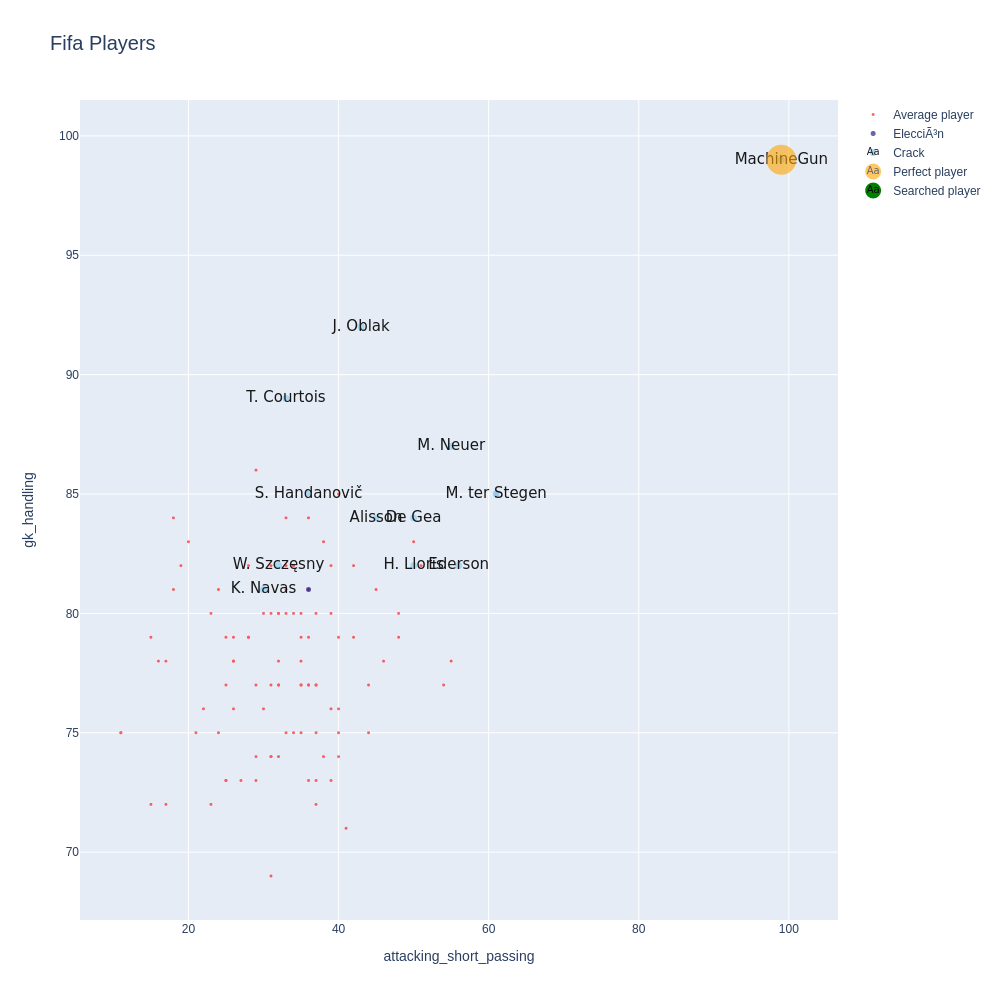 Fifa Players
Average player
ElecciÃ³n
Aa Crack
Aa Perfect player
Aa Searched player
100
95
90
85
80
75
70
gk_handling
MachineGun
J. Oblak
T. Courtois
M. Neuer
S. Handanovič
M. ter Stegen
Alisson
De Gea
W. Szczęsny
H. Lloris
Ederson
K. Navas
20
40
60
80
100
attacking_short_passing